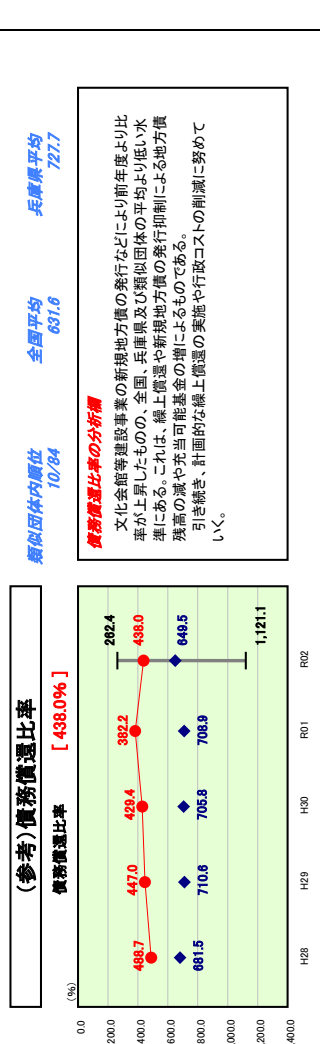 (参考)債務償還比率
債務償還比率 [ 438.0% ]
(%)
0.0
200.0
400.0
600.0
800.0
000.0
200.0
400.0
488.7
447.0
429.4
382.2
438.0
262.4
681.5
710.6
705.8
708.9
649.5
1,121.1
H28
H29
H30
R01
R02
類似団体内順位
10/84
全国平均
631.6
兵庫県平均
727.7
債務償還比率の分析欄
文化会館等建設事業の新規地方債の発行などにより前年度より比
率が上昇したものの、全国、兵庫県及び類似団体の平均より低い水
準にある。これは、繰上償還や新規地方債の発行抑制による地方債
残高の減や充当可能基金の増によるものである。
引き続き、計画的な繰上償還の実施や行政コストの削減に努めて
いく。